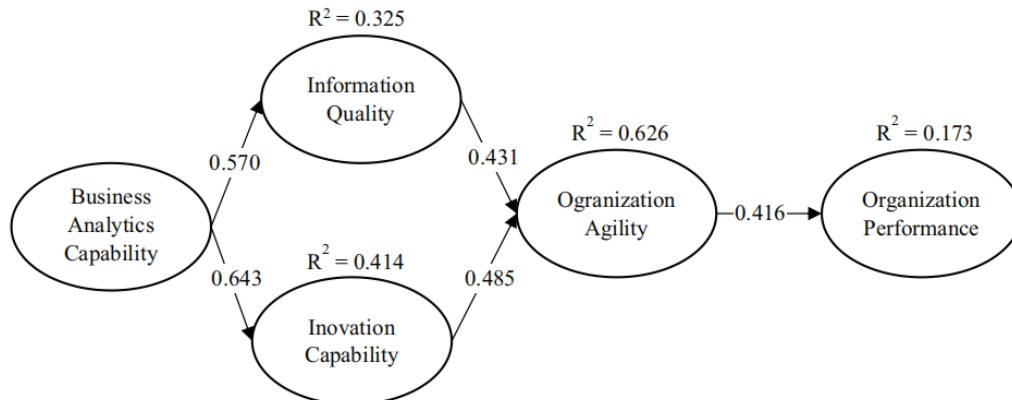 R² = 0.325
Information
Quality
0.570
0.431
Business
Analytics
Capability
0.643
R² = 0.414
Inovation
Capability
0.485
R² = 0.626
Ogranization
Agility
0.416
R² = 0.173
Organization
Performance